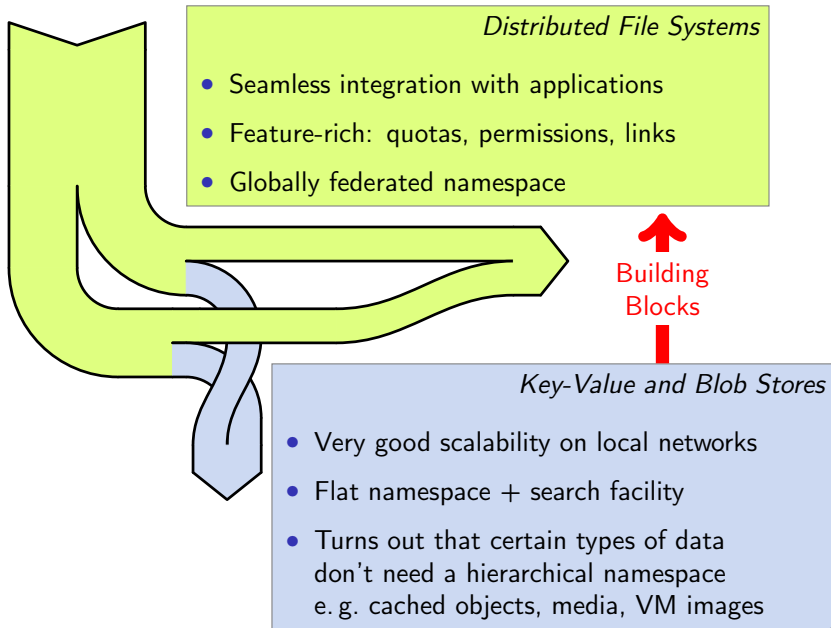 Distributed File Systems
• Seamless integration with applications
• Feature-rich: quotas, permissions, links
• Globally federated namespace
Building
Blocks
Key-Value and Blob Stores
• Very good scalability on local networks
• Flat namespace + search facility
• Turns out that certain types of data
don't need a hierarchical namespace
e. g. cached objects, media, VM images